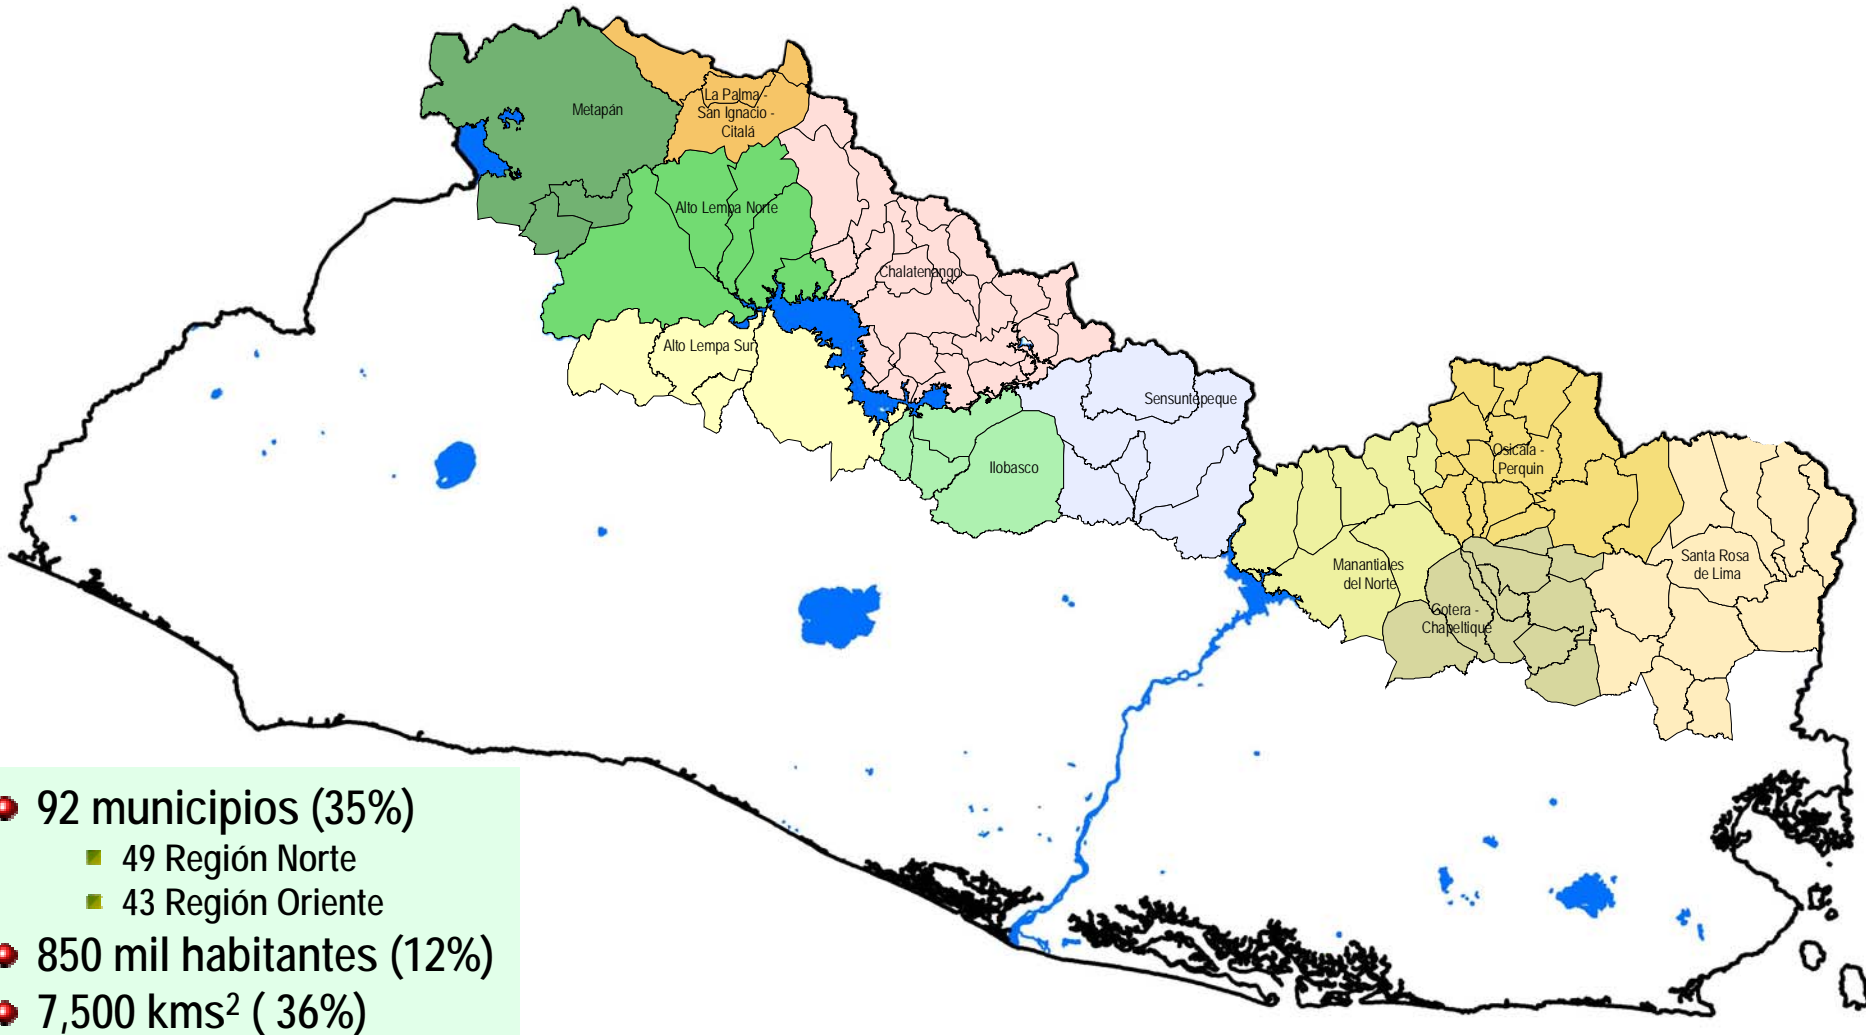 Metapán
La Palma -
San Ignacio -
Citalá
Alto Lempa Norte
Chalatenango
Alto Lempa Sur
Sensuntepeque
Ilobasco
Osicala -
Perquin
Manantiales
del Norte
Santa Rosa
de Lima
Gotera -
Chapeltique
92 municipios (35%)
49 Región Norte
43 Región Oriente
850 mil habitantes (12%)
7,500 kms² ( 36%)